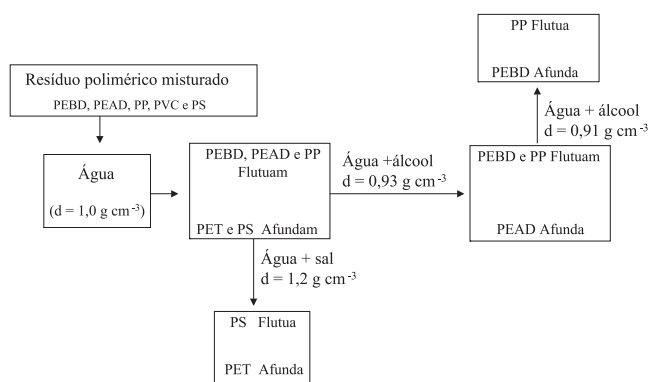 Resíduo polimérico misturado
PEBD, PEAD, PP, PVC e PS
Água
(d = 1,0 g cm⁻³)
PEBD, PEAD e PP
Flutuam
PET e PS Afundam
Água +álcool
d = 0,93 g cm⁻³
PEBD e PP Flutuam
PEAD Afunda
Água + álcool
d = 0,91 g cm⁻³
PP Flutua
PEBD Afunda
Água + sal
d = 1,2 g cm⁻³
PS Flutua
PET Afunda